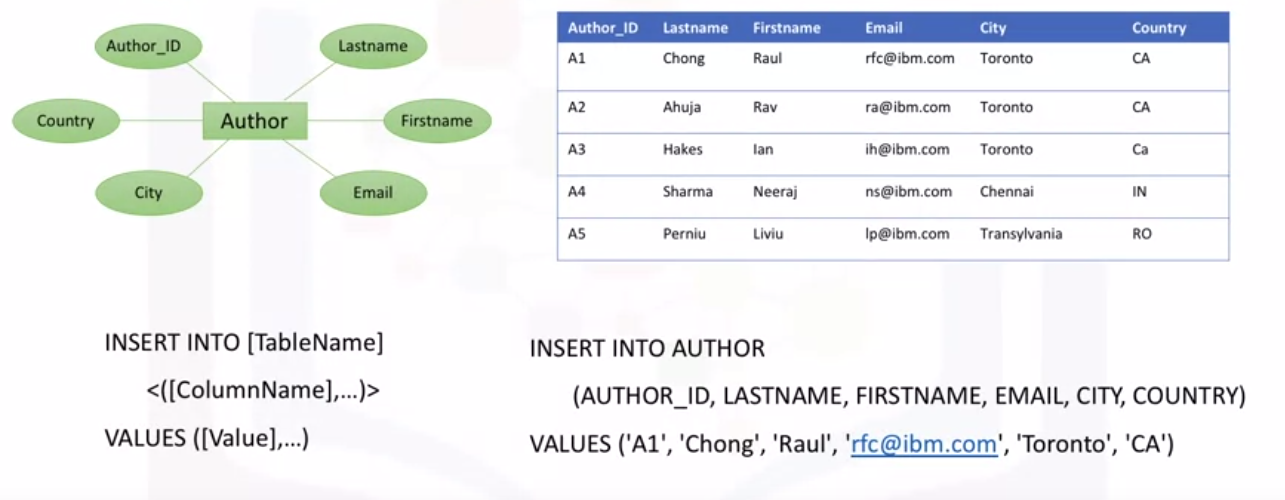 Author_ID
Lastname
Country
Author
Firstname
City
Email
Author_ID Lastname Firstname Email City Country
A1 Chong Raul rfc@ibm.com Toronto CA
A2 Ahuja Rav ra@ibm.com Toronto CA
A3 Hakes Ian ih@ibm.com Toronto Ca
A4 Sharma Neeraj ns@ibm.com Chennai IN
A5 Perniu Liviu lp@ibm.com Transylvania RO
INSERT INTO [TableName]
<([ColumnName],...)>
VALUES ([Value],...)
INSERT INTO AUTHOR
(AUTHOR_ID, LASTNAME, FIRSTNAME, EMAIL, CITY, COUNTRY)
VALUES ('A1', 'Chong', 'Raul', 'rfc@ibm.com', 'Toronto', 'CA')